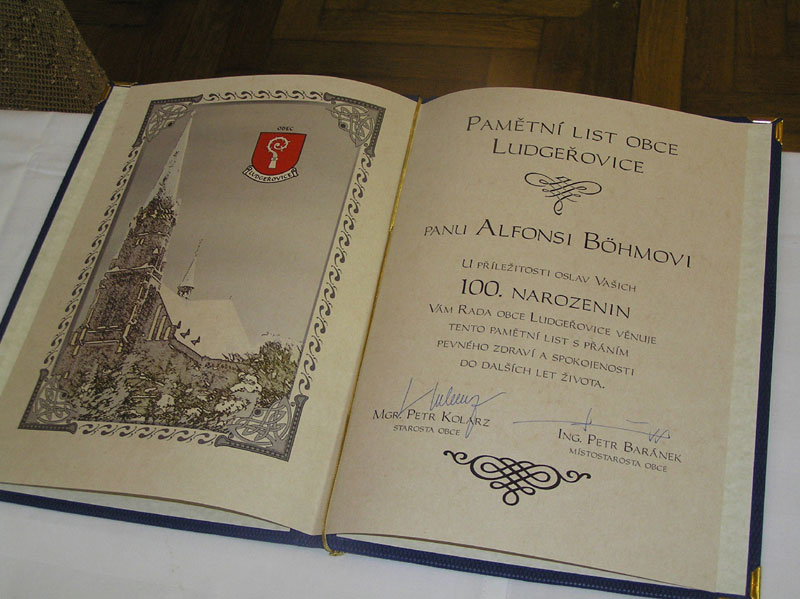 OBEC
LUDGEŘOVICE
PAMĚTNÍ LIST OBCE
LUDGEŘOVICE
PANU ALFONSI BÖHMOVI
U PŘÍLEŽITOSTI OSLAV VAŠICH
100. NAROZENIN
VÁM RADA OBCE LUDGEŘOVICE VĚNUJE
TENTO PAMĚTNÍ LIST S PŘÁNÍM
PEVNÉHO ZDRAVÍ A SPOKOJENOSTI
DO DALŠÍCH LET ŽIVOTA.
MGR. PETR KOLÁRZ
STAROSTA OBCE
ING. PETR BARÁNEK
MÍSTOSTAROSTA OBCE